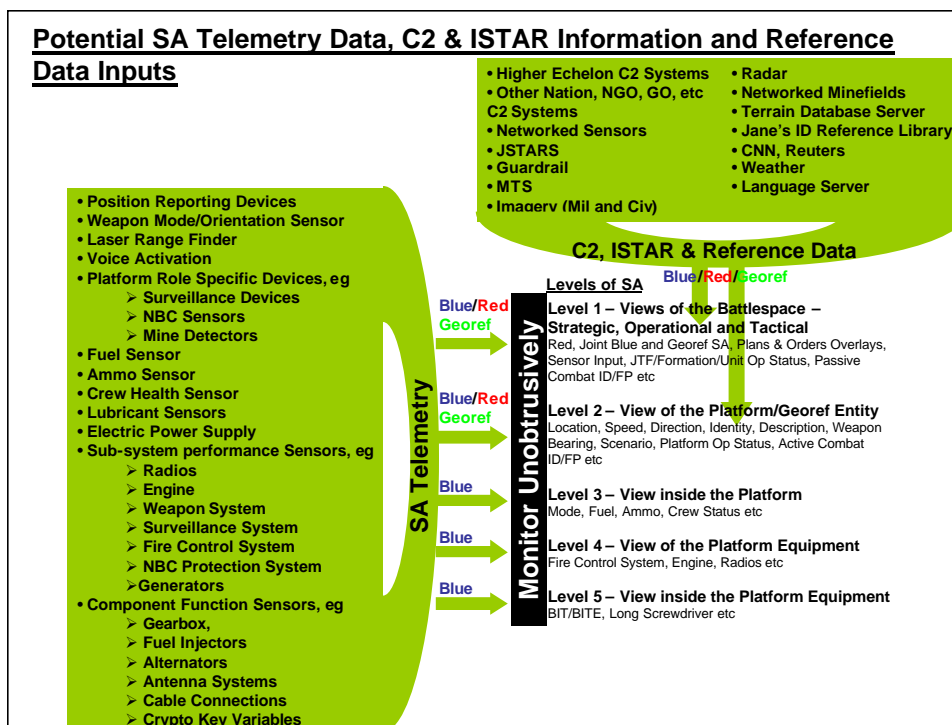 Potential SA Telemetry Data, C2 & ISTAR Information and Reference
Data Inputs
• Higher Echelon C2 Systems
• Other Nation, NGO, GO, etc
C2 Systems
• Networked Sensors
• JSTARS
• Guardrail
• MTS
• Imagery (Mil and Civ)
• Radar
• Networked Minefields
• Terrain Database Server
• Jane's ID Reference Library
• CNN, Reuters
• Weather
• Language Server
C2, ISTAR & Reference Data
Blue/Red/Georef
• Position Reporting Devices
• Weapon Mode/Orientation Sensor
• Laser Range Finder
• Voice Activation
• Platform Role Specific Devices, eg
➢ Surveillance Devices
➢ NBC Sensors
➢ Mine Detectors
• Fuel Sensor
• Ammo Sensor
• Crew Health Sensor
• Lubricant Sensors
• Electric Power Supply
• Sub-system performance Sensors, eg
➢ Radios
➢ Engine
➢ Weapon System
➢ Surveillance System
➢ Fire Control System
➢ NBC Protection System
➢Generators
• Component Function Sensors, eg
➢ Gearbox,
➢ Fuel Injectors
➢ Alternators
➢ Antenna Systems
➢ Cable Connections
➢ Crypto Key Variables
SA Telemetry
Blue/Red
Georef
Blue/Red
Georef
Blue
Blue
Blue
Monitor Unobtrusively
Levels of SA
Level 1 – Views of the Battlespace –
Strategic, Operational and Tactical
Red, Joint Blue and Georef SA, Plans & Orders Overlays,
Sensor Input, JTF/Formation/Unit Op Status, Passive
Combat ID/FP etc
Level 2 – View of the Platform/Georef Entity
Location, Speed, Direction, Identity, Description, Weapon
Bearing, Scenario, Platform Op Status, Active Combat
ID/FP etc
Level 3 – View inside the Platform
Mode, Fuel, Ammo, Crew Status etc
Level 4 – View of the Platform Equipment
Fire Control System, Engine, Radios etc
Level 5 – View inside the Platform Equipment
BIT/BITE, Long Screwdriver etc